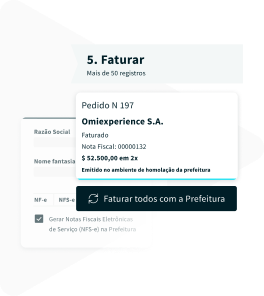 5. Faturar
Mais de 50 registros
Pedido N 197
Omiexperience S.A.
Faturado
Nota Fiscal: 00000132
$ 52.500,00 em 2x
Emitido no ambiente de homolação da prefeitura
Razão Social
Nome fantasia
NF-e NFS-e
Faturar todos com a Prefeitura
Gerar Notas Fiscais Eletrônicas
de Serviço (NFS-e) na Prefeitura